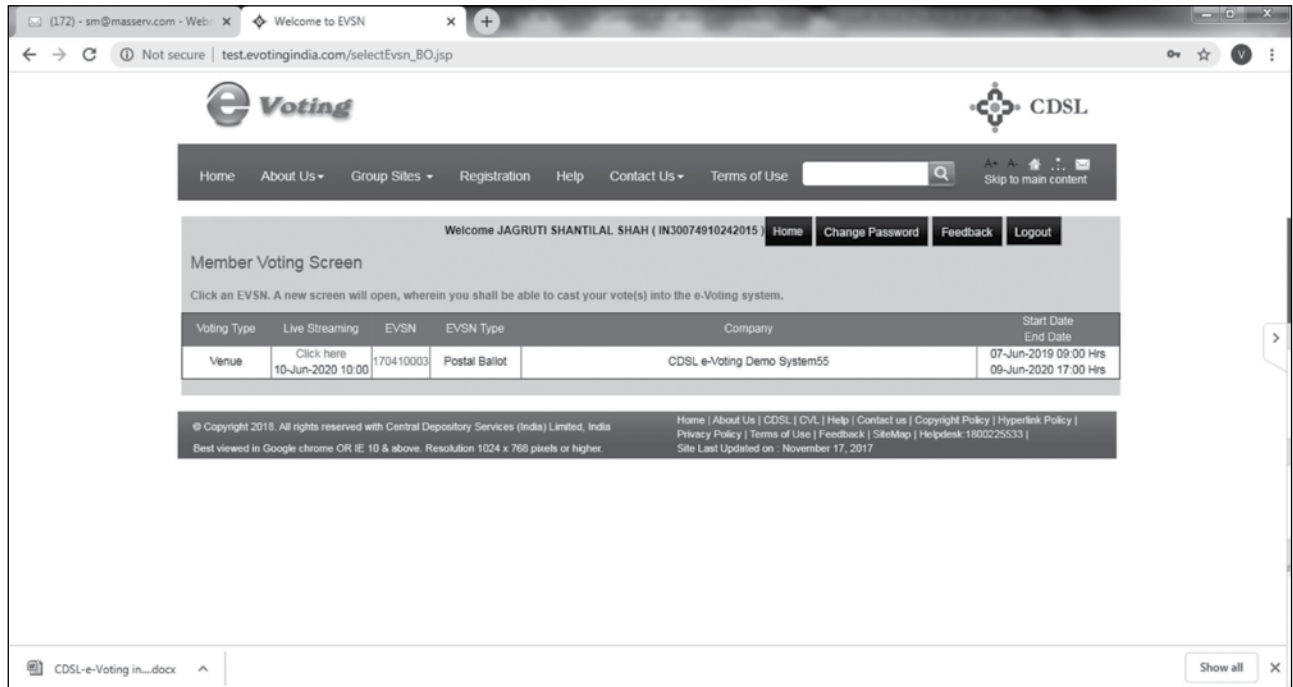 (172) - sm@masserv.com - Web
Welcome to EVSN
Not secure | test.evotingindia.com/selectEvsn_BO.jsp
V
e Voting
CDSL
Home About Us Group Sites Registration Help Contact Us Terms of Use
A+ A-
Skip to main content
Welcome JAGRUTI SHANTILAL SHAH ( IN30074910242015 ) Home Change Password Feedback Logout
Member Voting Screen
Click an EVSN. A new screen will open, wherein you shall be able to cast your vote(s) into the e-Voting system.
Voting Type Live Streaming EVSN EVSN Type Company Start Date
End Date
Venue Click here 170410003 Postal Ballot CDSL e-Voting Demo System55 07-Jun-2019 09:00 Hrs
10-Jun-2020 10:00 09-Jun-2020 17:00 Hrs
© Copyright 2018. All rights reserved with Central Depository Services (India) Limited, India
Best viewed in Google chrome OR IE 10 & above. Resolution 1024 x 768 pixels or higher.
Home | About Us | CDSL | CVL | Help | Contact us | Copyright Policy | Hyperlink Policy |
Privacy Policy | Terms of Use | Feedback | SiteMap | Helpdesk:1800225533 |
Site Last Updated on : November 17, 2017
CDSL-e-Voting in....docx
Show all